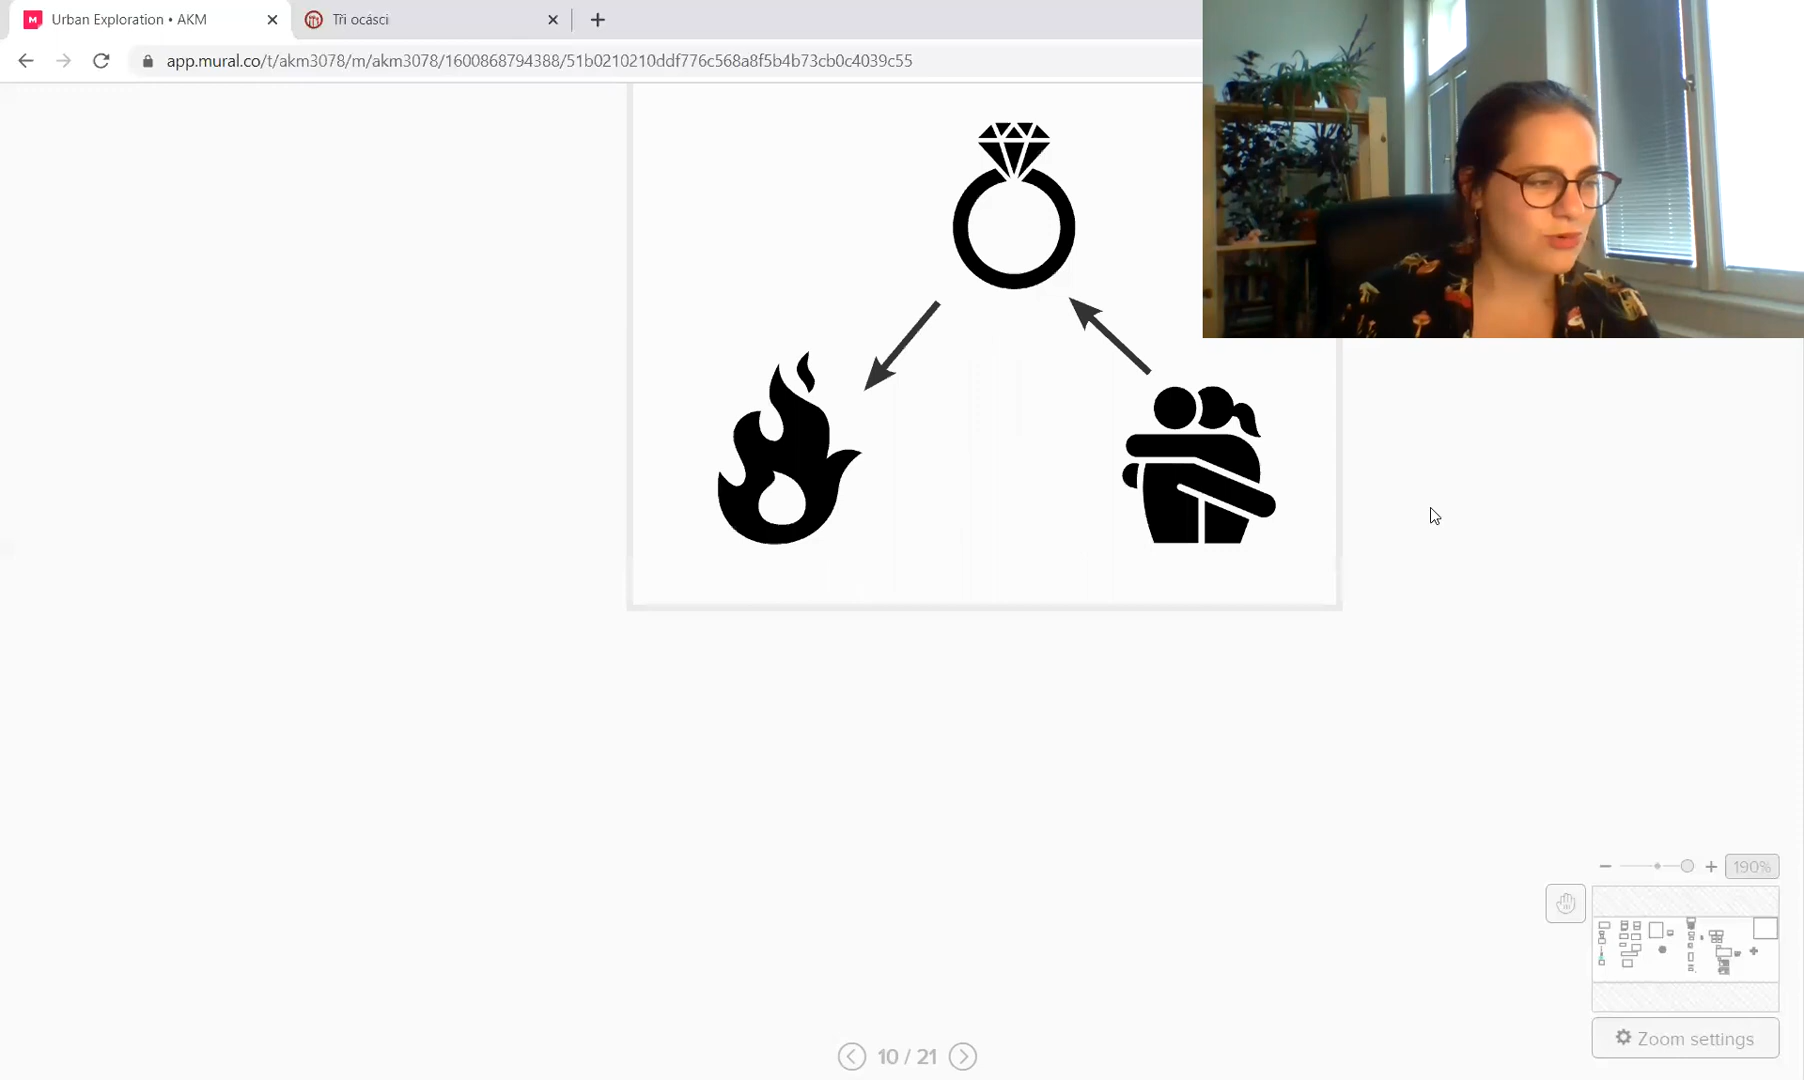 Urban Exploration • AKM
Tři ocásci
app.mural.co/t/akm3078/m/akm3078/1600868794388/51b0210210ddf776c568a8f5b4b73cb0c4039c55
190%
Zoom settings
10 / 21